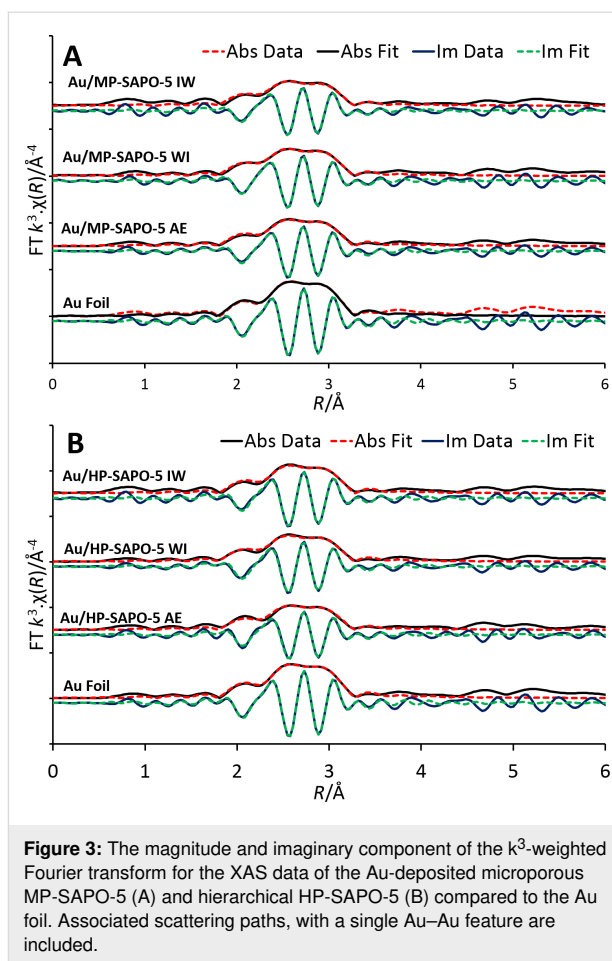 A
Abs Data Abs Fit Im Data Im Fit
Au/MP-SAPO-5 IW
Au/MP-SAPO-5 WI
Au/MP-SAPO-5 AE
Au Foil
FT k³.χ(R)/Å⁻⁴
0 1 2 3 4 5 6
R/Å
B
Abs Data Abs Fit Im Data Im Fit
Au/HP-SAPO-5 IW
Au/HP-SAPO-5 WI
Au/HP-SAPO-5 AE
Au Foil
FT k³.χ(R)/Å⁻⁴
0 1 2 3 4 5 6
R/Å
Figure 3: The magnitude and imaginary component of the k³-weighted
Fourier transform for the XAS data of the Au-deposited microporous
MP-SAPO-5 (A) and hierarchical HP-SAPO-5 (B) compared to the Au
foil. Associated scattering paths, with a single Au–Au feature are
included.